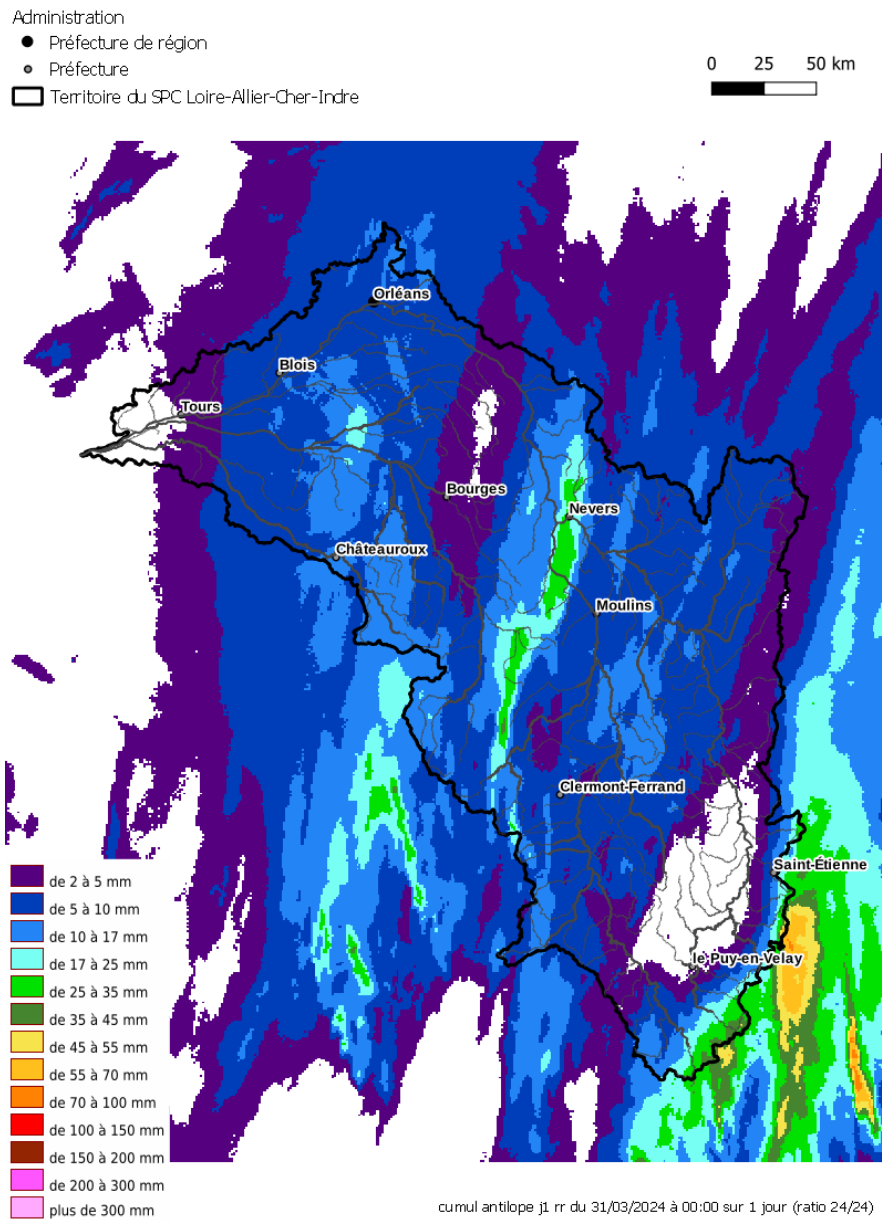 Administration
Préfecture de région
Préfecture
Territoire du SPC Loire-Allier-Cher-Indre
0 25 50 km
Orléans
Blois
Tours
Bourges
Nevers
Châteauroux
Moulins
Clermont-Ferrand
Saint-Étienne
le Puy-en-Velay
de 2 à 5 mm
de 5 à 10 mm
de 10 à 17 mm
de 17 à 25 mm
de 25 à 35 mm
de 35 à 45 mm
de 45 à 55 mm
de 55 à 70 mm
de 70 à 100 mm
de 100 à 150 mm
de 150 à 200 mm
de 200 à 300 mm
plus de 300 mm
cumul antilope j1 rr du 31/03/2024 à 00:00 sur 1 jour (ratio 24/24)